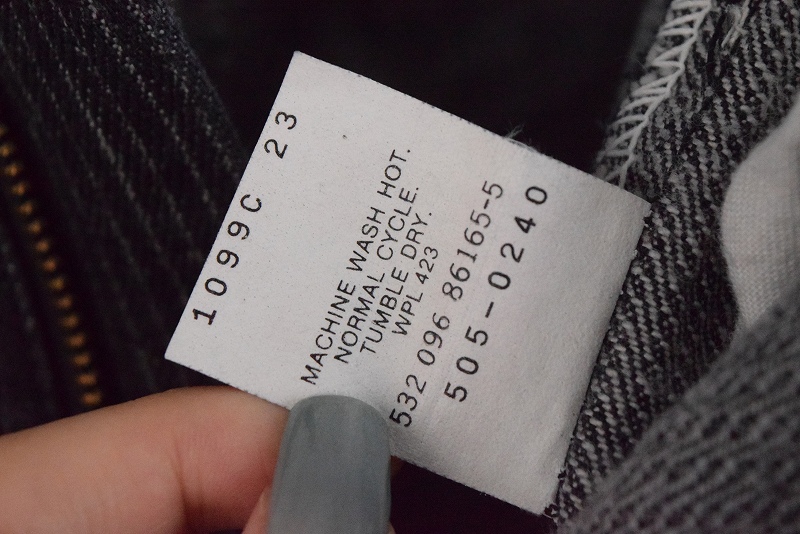 1099C 23
MACHINE WASH HOT.
NORMAL CYCLE.
TUMBLE DRY.
WPL 423
532 096 86165-5
505-0240